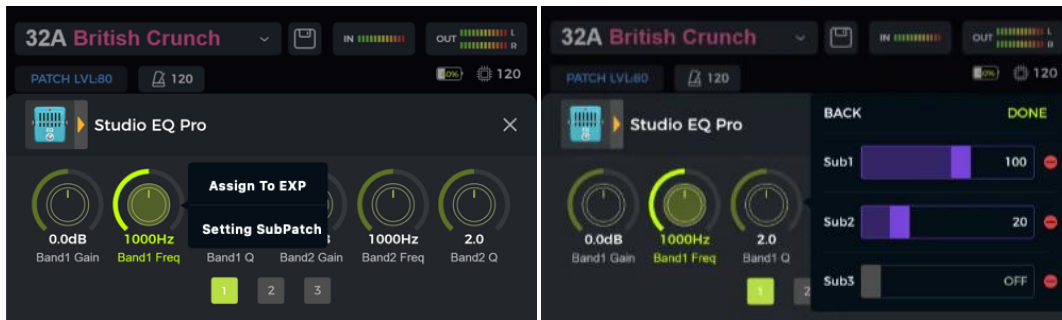 32A British Crunch
IN
OUT
L
R
PATCH LVL:80
120
120
Studio EQ Pro
Assign To EXP
Setting SubPatch
0.0dB
1000Hz
1000Hz
2.0
Band1 Gain
Band1 Freq
Band1 Q
Band2 Gain
Band2 Freq
Band2 Q
1
2
3
32A British Crunch
IN
OUT
L
R
PATCH LVL:80
120
120
Studio EQ Pro
BACK
DONE
Sub1
100
Sub2
20
Sub3
OFF
0.0dB
1000Hz
2.0
Band1 Gain
Band1 Freq
Band1 Q
1
2